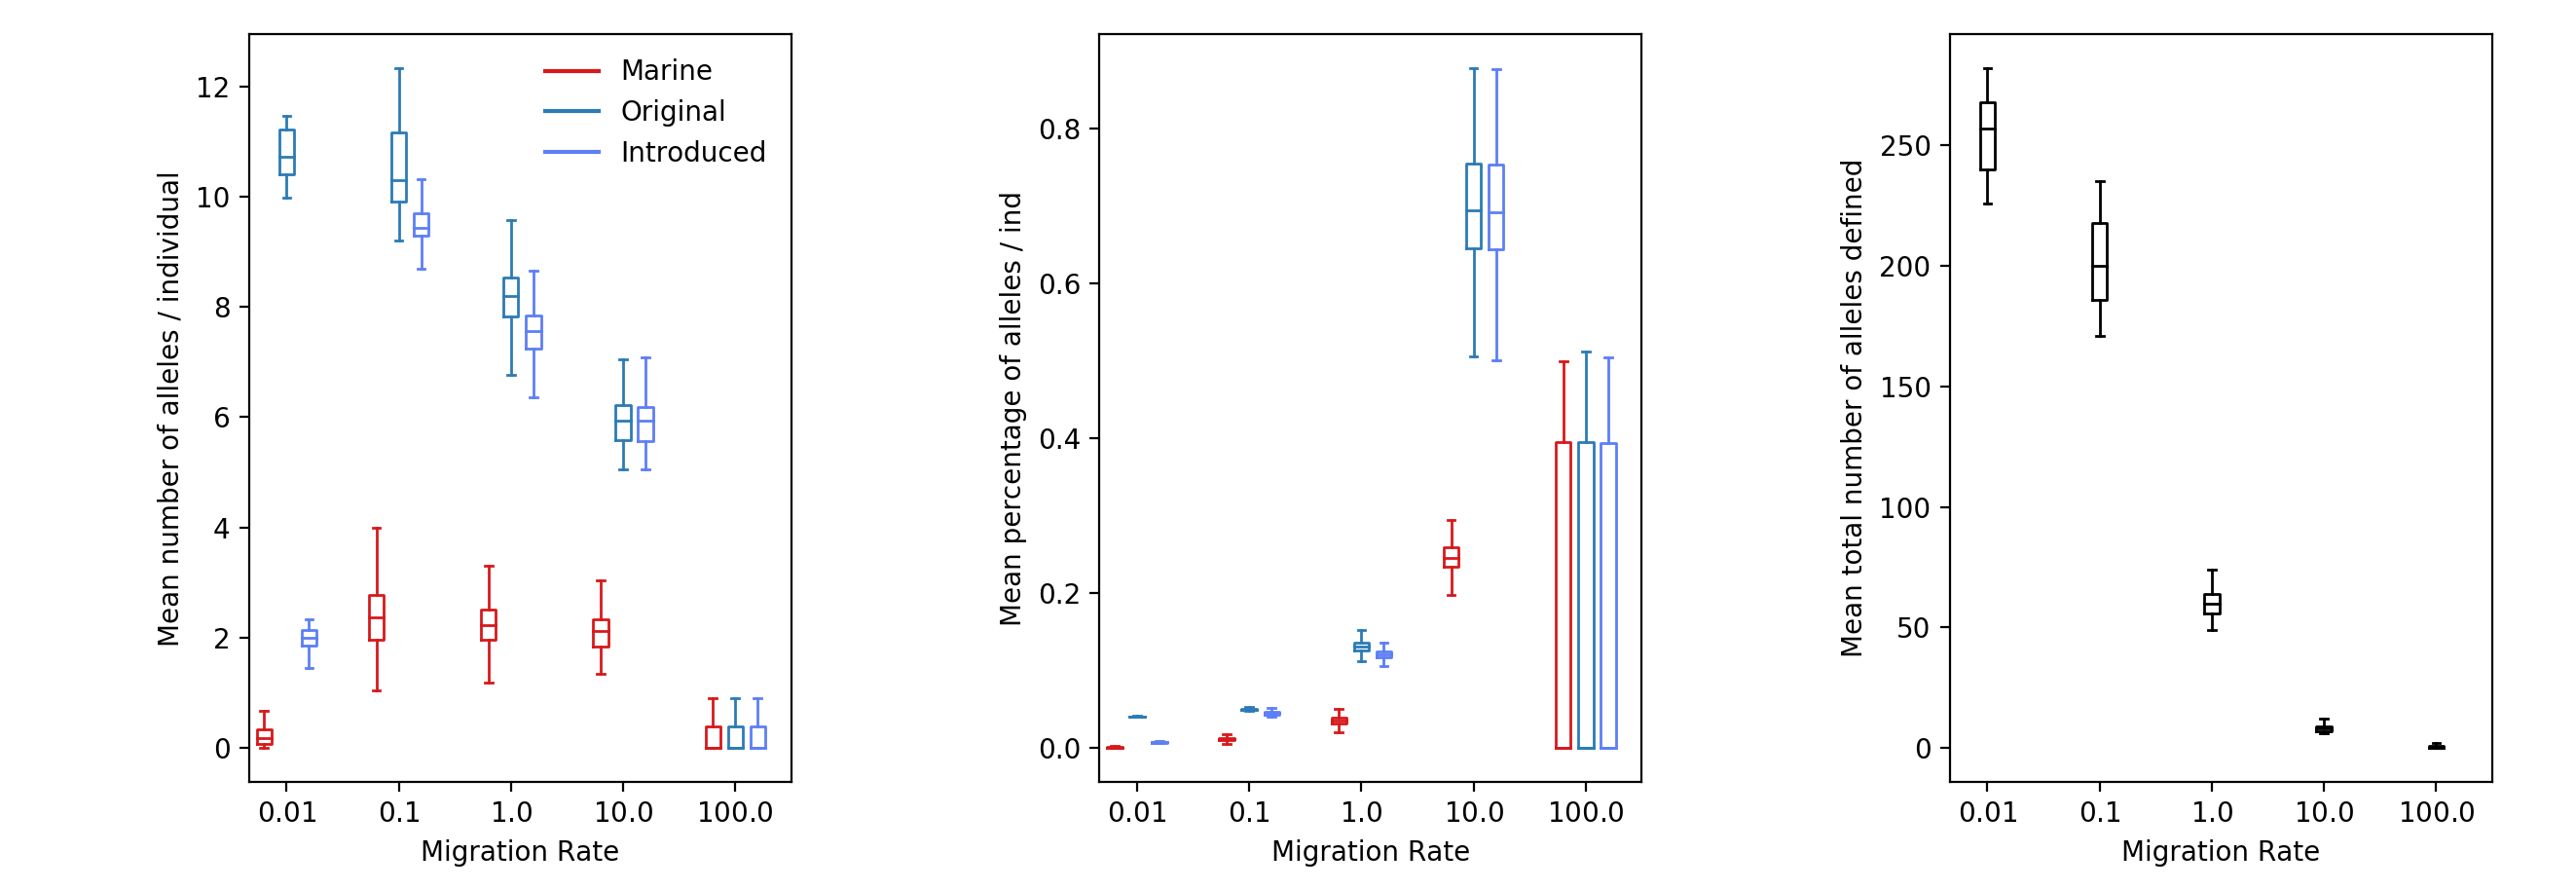 Mean number of alleles / individual
12
10
8
6
4
2
0
Marine
Original
Introduced
0.01 0.1 1.0 10.0 100.0
Migration Rate
Mean percentage of alleles / ind
0.8
0.6
0.4
0.2
0.0
0.01 0.1 1.0 10.0 100.0
Migration Rate
Mean total number of alleles defined
250
200
150
100
50
0
0.01 0.1 1.0 10.0 100.0
Migration Rate